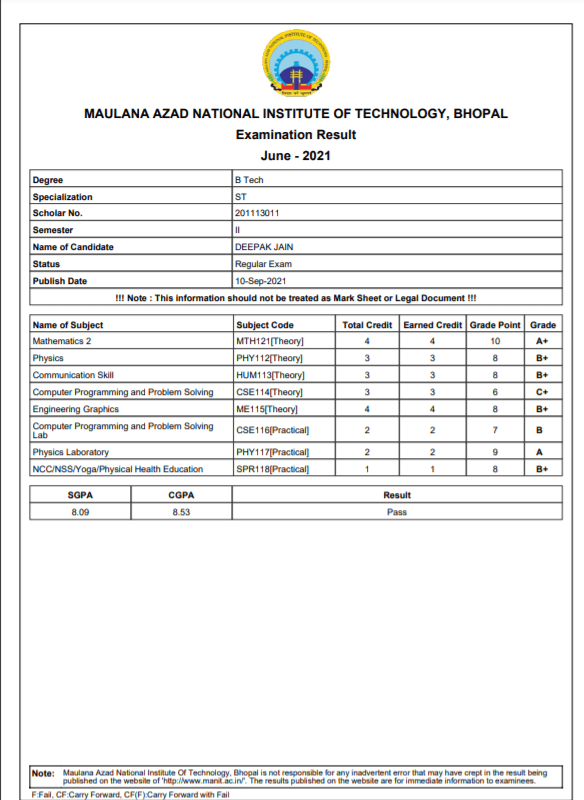 MAULANA AZAD NATIONAL INSTITUTE OF TECHNOLOGY, BHOPAL
Examination Result
June - 2021
Degree B Tech
Specialization ST
Scholar No. 201113011
Semester II
Name of Candidate DEEPAK JAIN
Status Regular Exam
Publish Date 10-Sep-2021
!!! Note : This information should not be treated as Mark Sheet or Legal Document !!!
Name of Subject Subject Code Total Credit Earned Credit Grade Point Grade
Mathematics 2 MTH121[Theory] 4 4 10 A+
Physics PHY112[Theory] 3 3 8 B+
Communication Skill HUM113[Theory] 3 3 8 B+
Computer Programming and Problem Solving CSE114[Theory] 3 3 6 C+
Engineering Graphics ME115[Theory] 4 4 8 B+
Computer Programming and Problem Solving
Lab CSE116[Practical] 2 2 7 B
Physics Laboratory PHY117[Practical] 2 2 9 A
NCC/NSS/Yoga/Physical Health Education SPR118[Practical] 1 1 8 B+
SGPA CGPA Result
8.09 8.53 Pass
Note: Maulana Azad National Institute Of Technology, Bhopal is not responsible for any inadvertent error that may have crept in the result being
published on the website of 'http://www.manit.ac.in/'. The results published on the website are for immediate information to examinees.
F:Fail, CF:Carry Forward, CF(F):Carry Forward with Fail